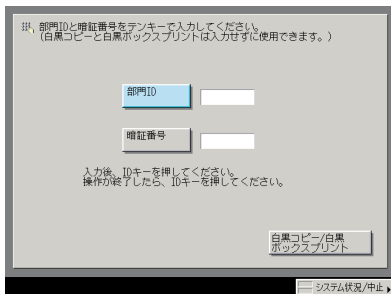 部門IDと暗証番号をテンキーで入力してください。
(白黒コピーと白黒ボックスプリントは入力せずに使用できます。)
部門ID
暗証番号
入力後、IDキーを押してください。
操作が終了したら、IDキーを押してください。
白黒コピー/白黒
ボックスプリント
システム状況/中止